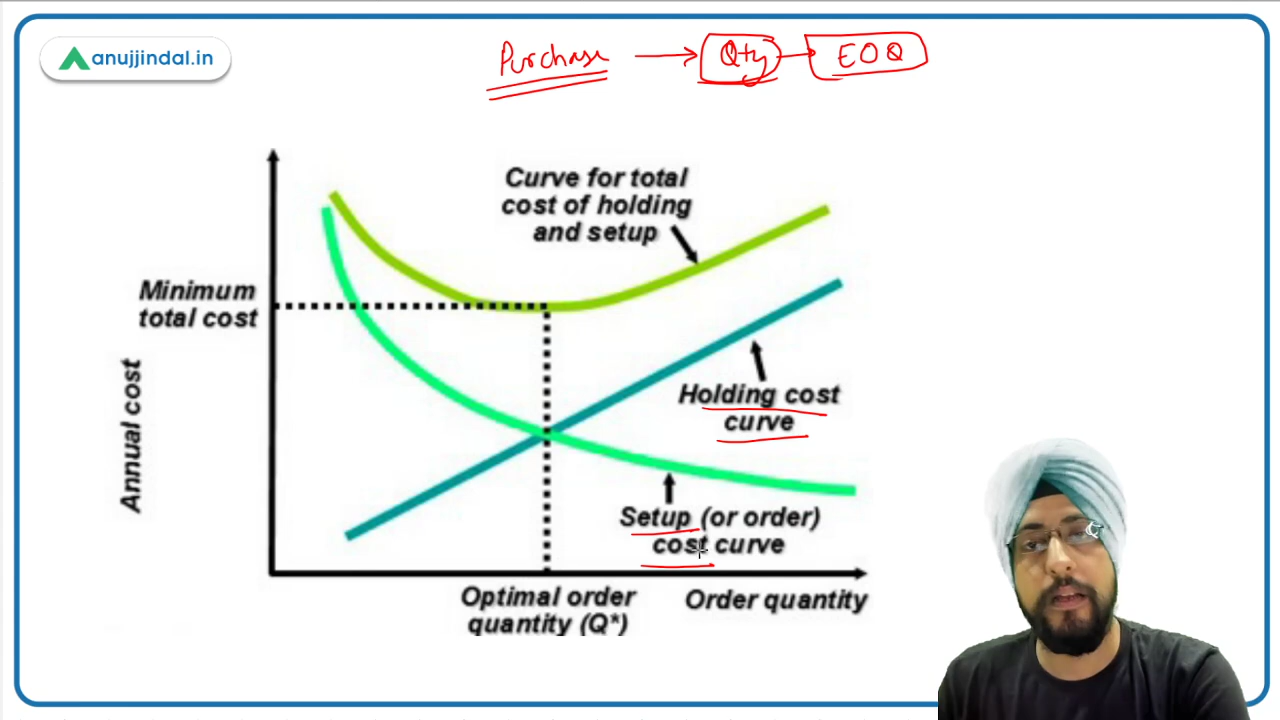 anujjindal.in
Purchase → Qty → EOQ
Curve for total
cost of holding
and setup
Minimum
total cost
Annual cost
Holding cost
curve
Setup (or order)
cost curve
Optimal order
quantity (Q*)
Order quantity